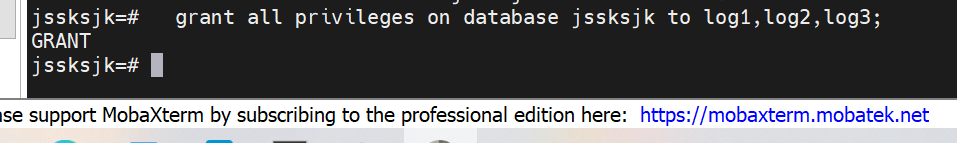 jssksjk=#   grant all privileges on database jssksjk to log1,log2,log3;
GRANT
jssksjk=#
support MobaXterm by subscribing to the professional edition here:  https://mobaxterm.mobatek.net